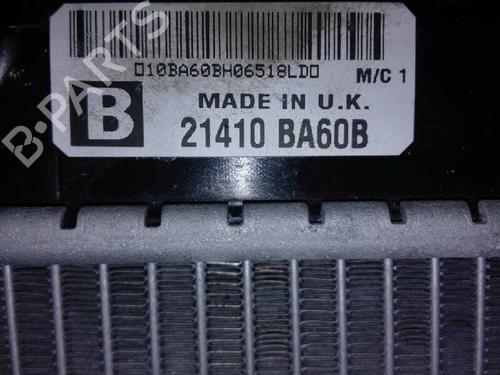 □10BA60BH06518LD□
M/C 1
B
MADE IN U.K.
21410 BA60B
B-PARTS